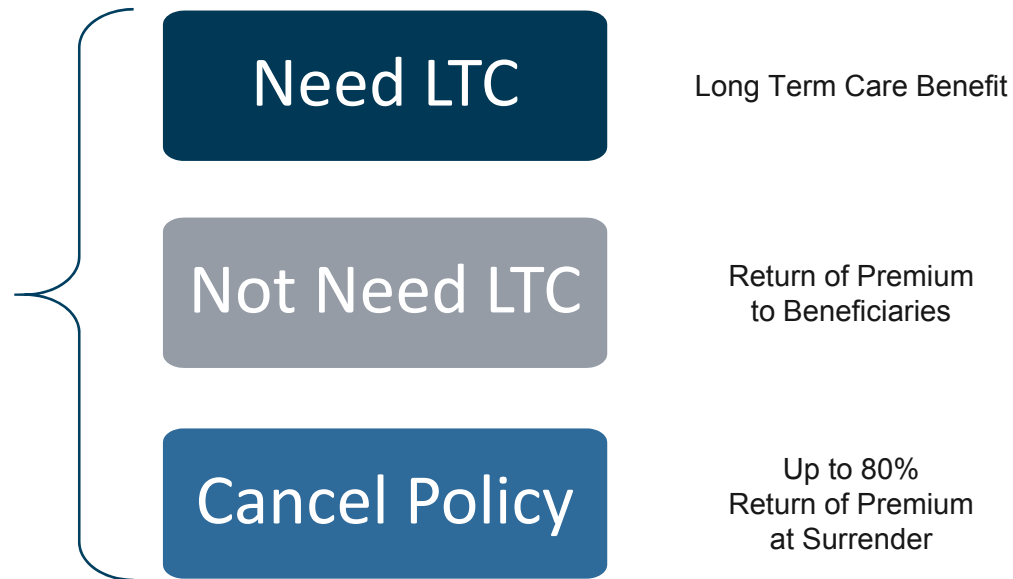 Need LTC
Long Term Care Benefit
Not Need LTC
Return of Premium
to Beneficiaries
Cancel Policy
Up to 80%
Return of Premium
at Surrender